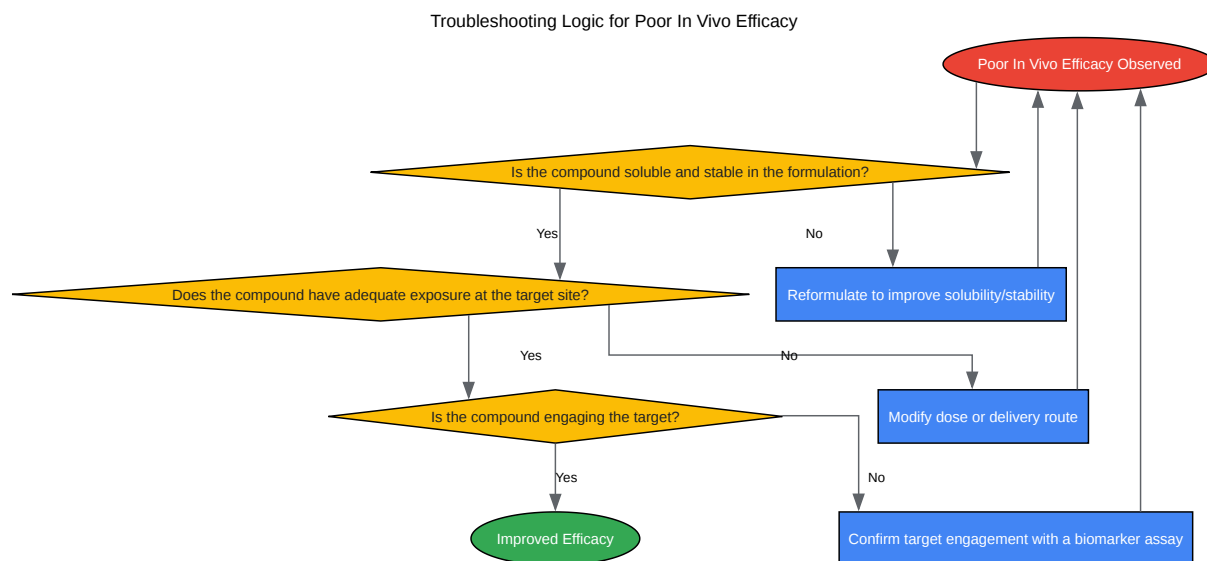 Troubleshooting Logic for Poor In Vivo Efficacy
Poor In Vivo Efficacy Observed
Is the compound soluble and stable in the formulation?
Yes
No
Does the compound have adequate exposure at the target site?
Reformulate to improve solubility/stability
Yes
No
Is the compound engaging the target?
Modify dose or delivery route
Yes
No
Improved Efficacy
Confirm target engagement with a biomarker assay